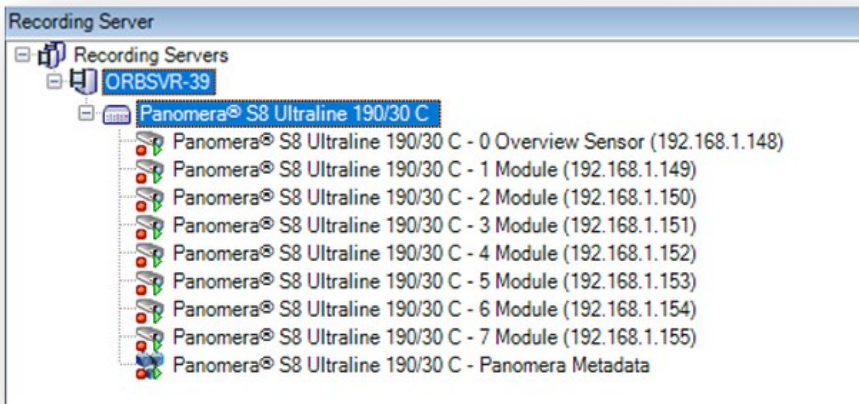 Recording Server
Recording Servers
ORBSVR-39
Panomera® S8 Ultraline 190/30 C
Panomera® S8 Ultraline 190/30 C - 0 Overview Sensor (192.168.1.148)
Panomera® S8 Ultraline 190/30 C - 1 Module (192.168.1.149)
Panomera® S8 Ultraline 190/30 C - 2 Module (192.168.1.150)
Panomera® S8 Ultraline 190/30 C - 3 Module (192.168.1.151)
Panomera® S8 Ultraline 190/30 C - 4 Module (192.168.1.152)
Panomera® S8 Ultraline 190/30 C - 5 Module (192.168.1.153)
Panomera® S8 Ultraline 190/30 C - 6 Module (192.168.1.154)
Panomera® S8 Ultraline 190/30 C - 7 Module (192.168.1.155)
Panomera® S8 Ultraline 190/30 C - Panomera Metadata